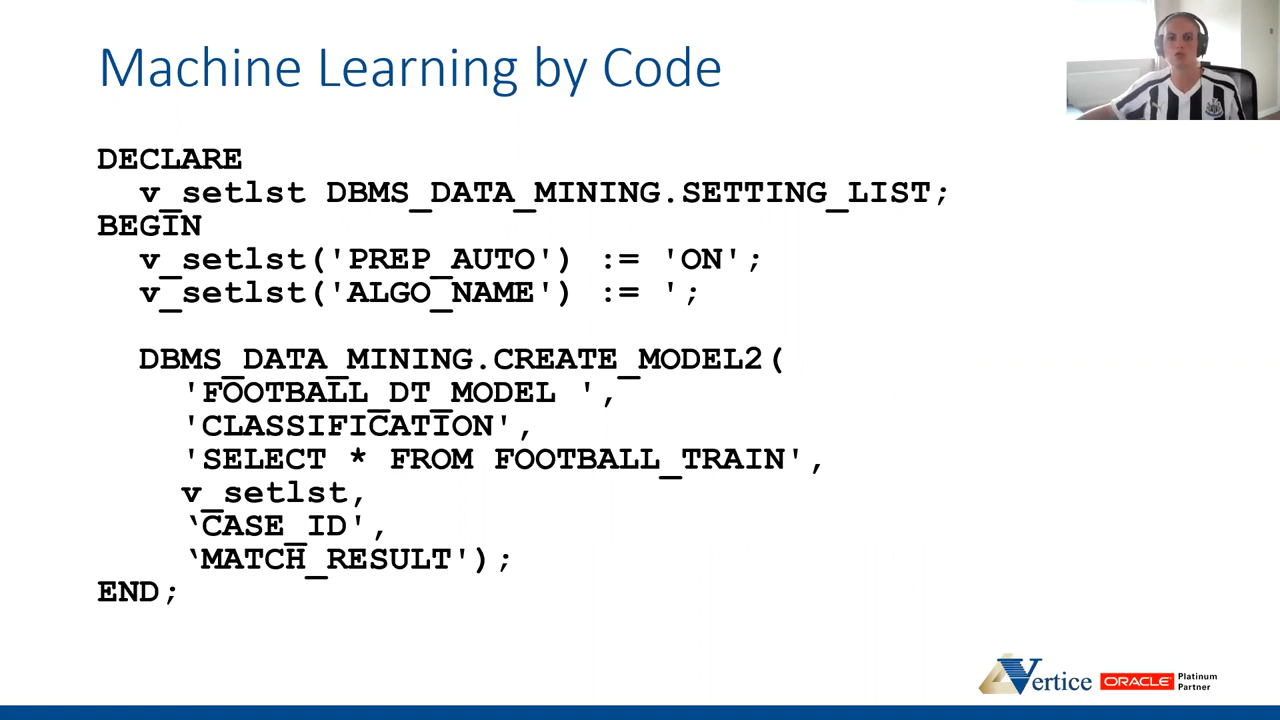 Machine Learning by Code
DECLARE
v_setlst DBMS_DATA_MINING.SETTING_LIST;
BEGIN
v_setlst('PREP_AUTO') := 'ON';
v_setlst('ALGO_NAME') := ';
DBMS_DATA_MINING.CREATE_MODEL2(
'FOOTBALL_DT_MODEL ',
'CLASSIFICATION',
'SELECT * FROM FOOTBALL_TRAIN',
v_setlst,
‘CASE_ID',
‘MATCH_RESULT');
END;
Vertice ORACLE Platinum
Partner